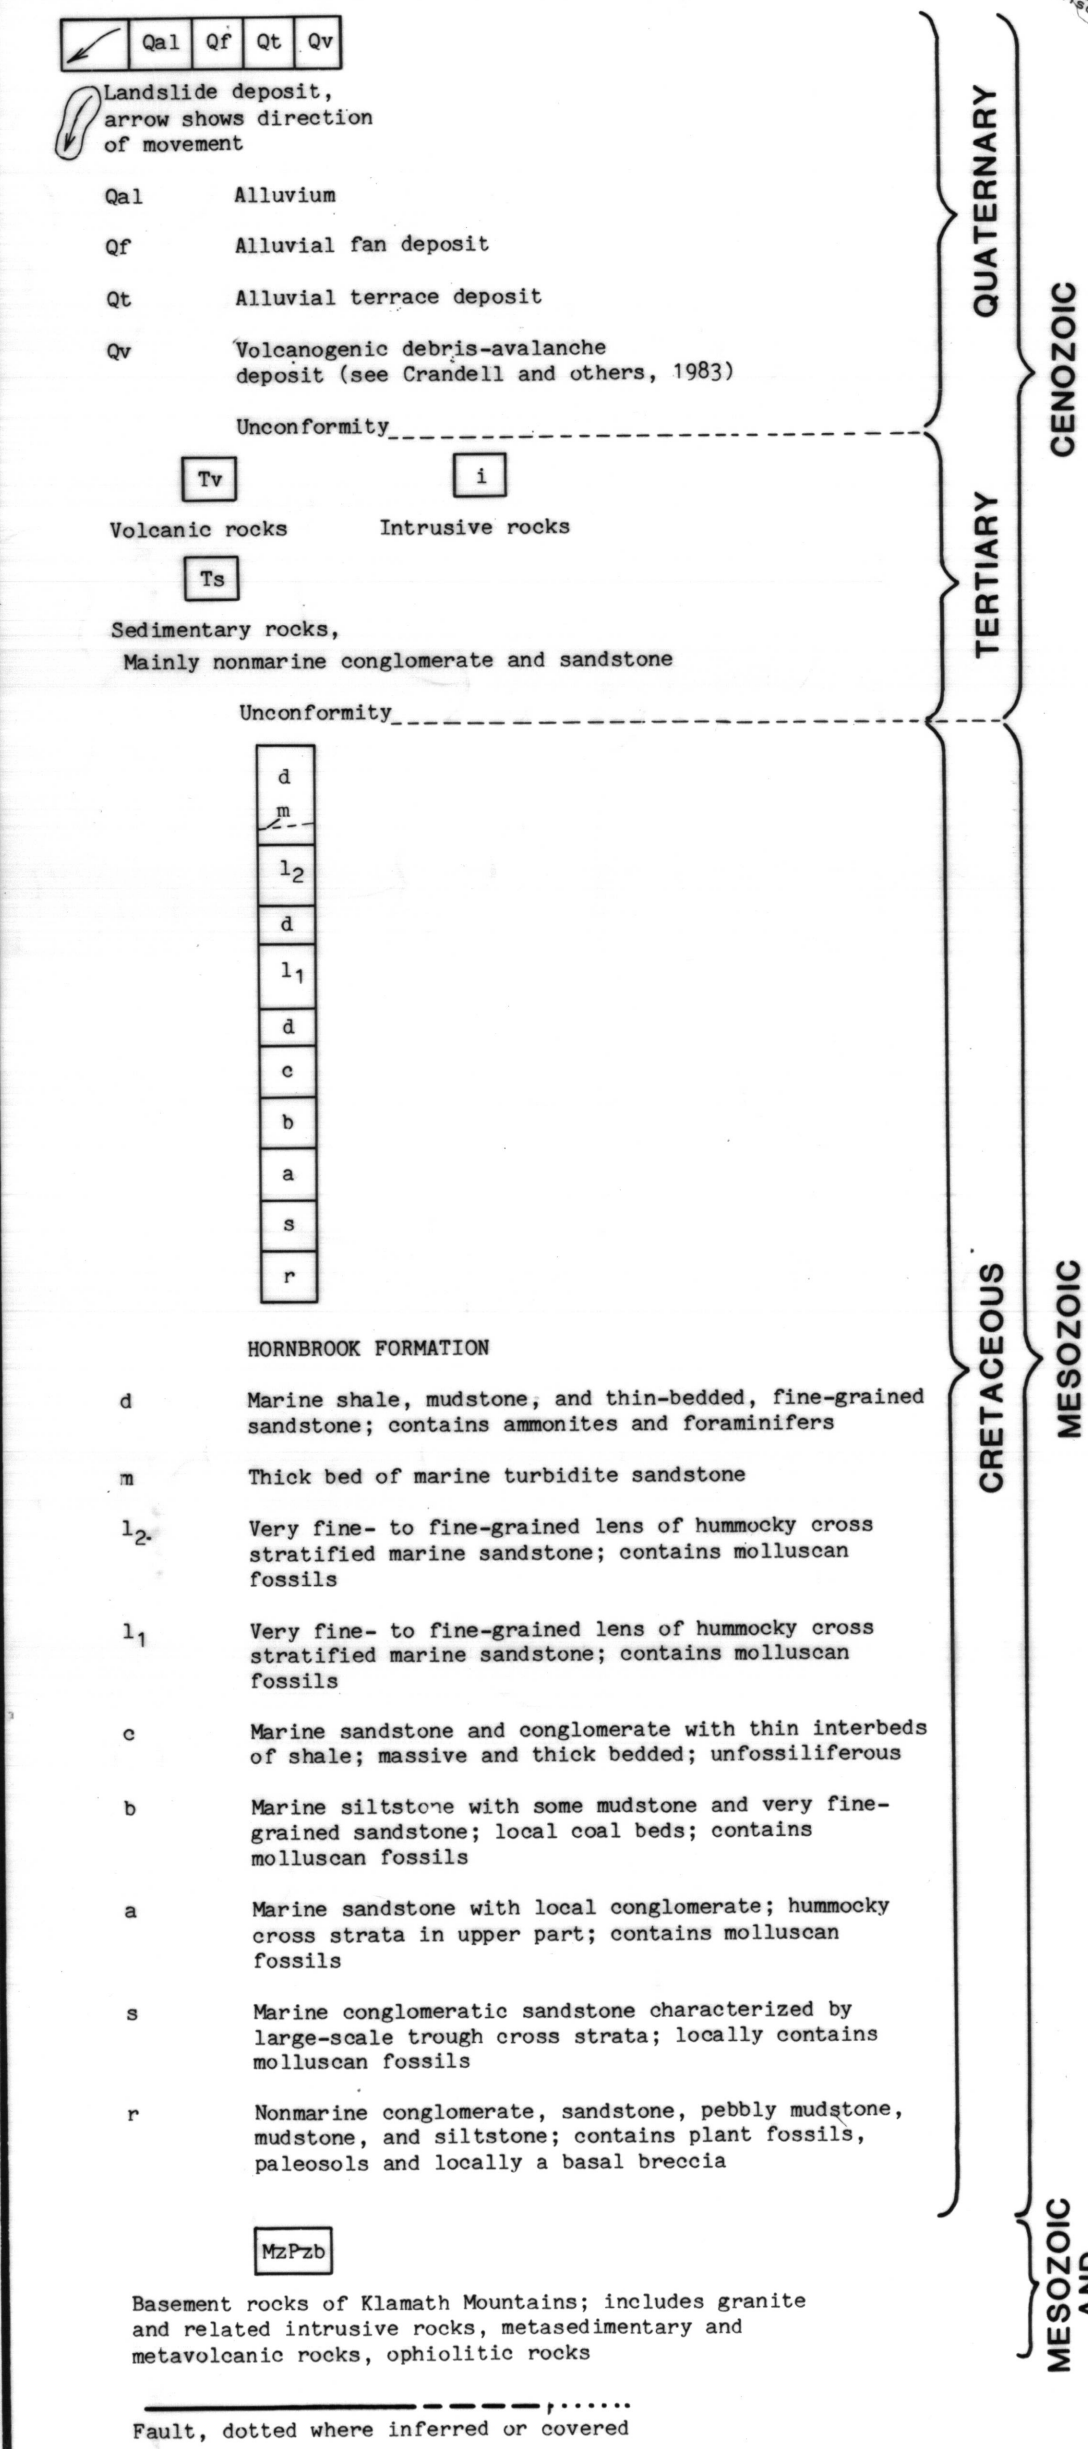 Qal Qf Qt Qv
Landslide deposit,
arrow shows direction
of movement
Qal Alluvium
Qf Alluvial fan deposit
Qt Alluvial terrace deposit
Qv Volcanogenic debris-avalanche
deposit (see Crandell and others, 1983)
Unconformity
QUATERNARY
CENOZOIC
Tv i
Volcanic rocks Intrusive rocks
Ts
Sedimentary rocks,
Mainly nonmarine conglomerate and sandstone
TERTIARY
Unconformity
d
m
l2
d
l1
d
c
b
a
s
r
HORNBROOK FORMATION
d Marine shale, mudstone, and thin-bedded, fine-grained
sandstone; contains ammonites and foraminifers
m Thick bed of marine turbidite sandstone
l2 Very fine- to fine-grained lens of hummocky cross
stratified marine sandstone; contains molluscan
fossils
l1 Very fine- to fine-grained lens of hummocky cross
stratified marine sandstone; contains molluscan
fossils
c Marine sandstone and conglomerate with thin interbeds
of shale; massive and thick bedded; unfossiliferous
b Marine siltstone with some mudstone and very fine-
grained sandstone; local coal beds; contains
molluscan fossils
a Marine sandstone with local conglomerate; hummocky
cross strata in upper part; contains molluscan
fossils
s Marine conglomeratic sandstone characterized by
large-scale trough cross strata; locally contains
molluscan fossils
r Nonmarine conglomerate, sandstone, pebbly mudstone,
mudstone, and siltstone; contains plant fossils,
paleosols and locally a basal breccia
CRETACEOUS
MESOZOIC
MzPzb
Basement rocks of Klamath Mountains; includes granite
and related intrusive rocks, metasedimentary and
metavolcanic rocks, ophiolitic rocks
MESOZOIC
AND
Fault, dotted where inferred or covered